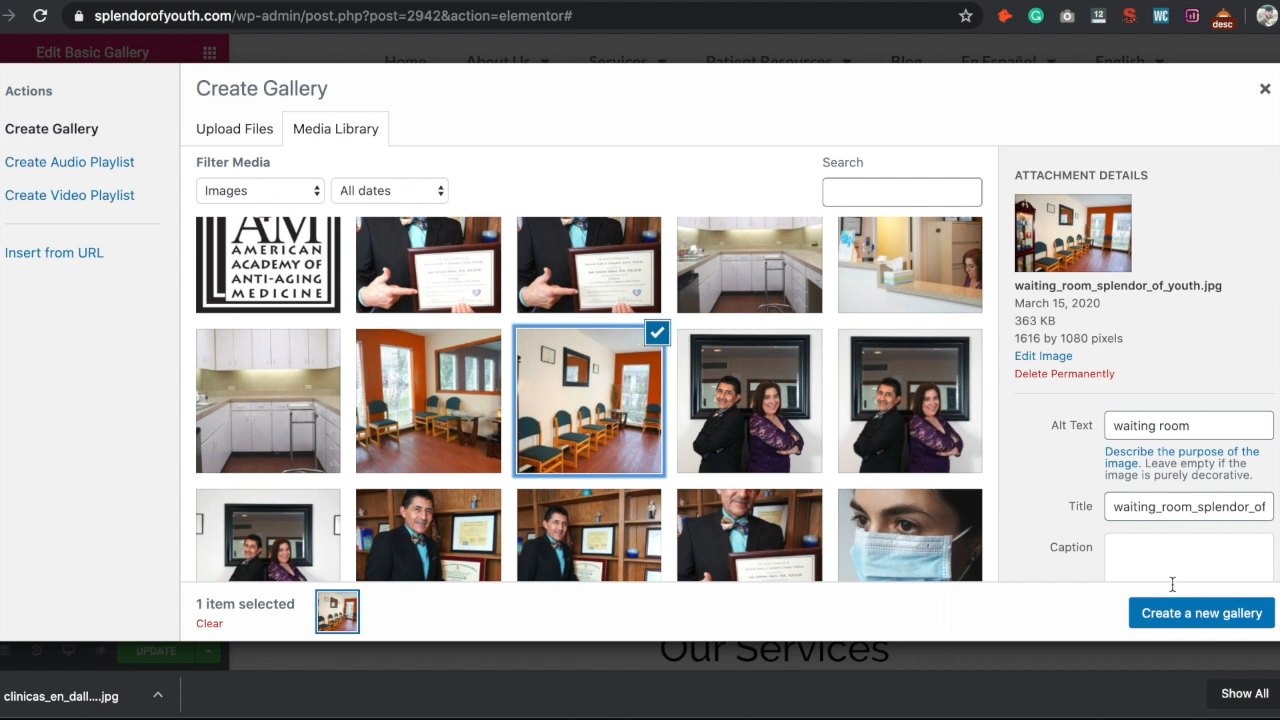 splendorofyouth.com/wp-admin/post.php?post=2942&action=elementor#
12
WC
desc
Edit Basic Gallery
Home
About Us
Services
Patient Resources
Blog
En Español
English
Actions
Create Gallery
Create Audio Playlist
Create Video Playlist
Insert from URL
Create Gallery
Upload Files
Media Library
Filter Media
Images
All dates
Search
AM
AMERICAN
ACADEMY OF
ANTI-AGING
MEDICINE
ATTACHMENT DETAILS
waiting_room_splendor_of_youth.jpg
March 15, 2020
363 KB
1616 by 1080 pixels
Edit Image
Delete Permanently
Alt Text
waiting room
Describe the purpose of the
image. Leave empty if the
image is purely decorative.
Title
waiting_room_splendor_of
Caption
1 item selected
Clear
Create a new gallery
UPDATE
Our Services
clinicas_en_dall....jpg
Show All